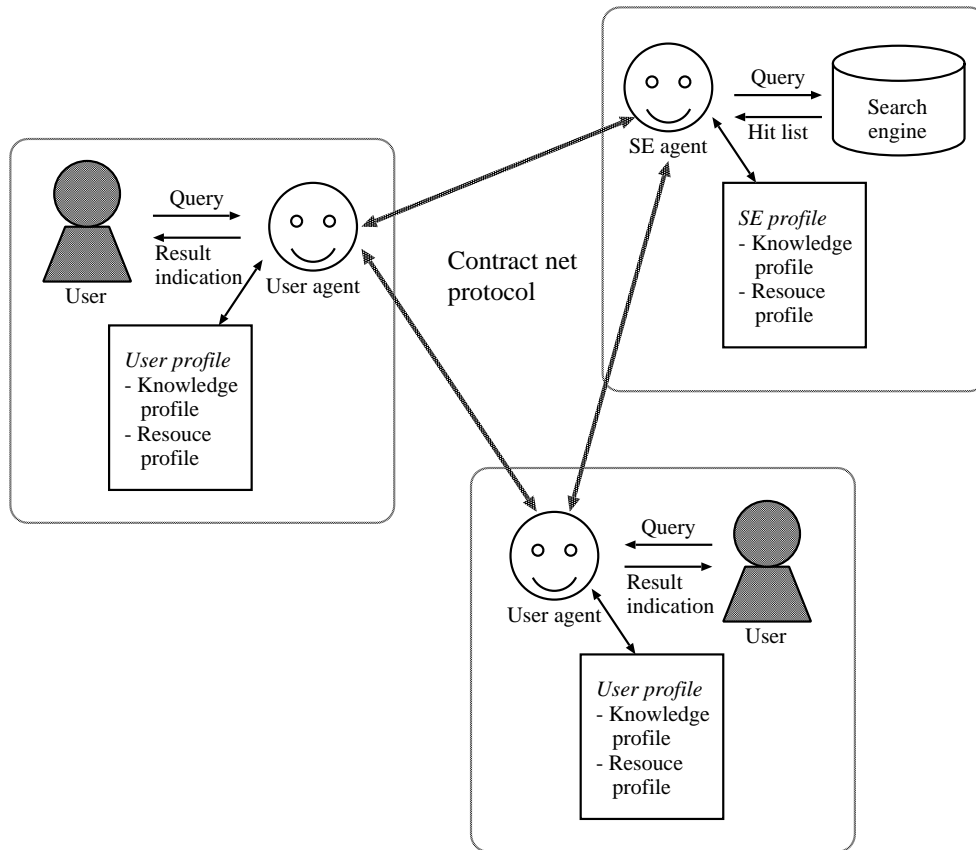 Query
Hit list
Search
engine
SE agent
SE profile
- Knowledge
profile
- Resouce
profile
Query
Result
indication
User
User agent
User profile
- Knowledge
profile
- Resouce
profile
Contract net
protocol
Query
Result
indication
User agent
User
User profile
- Knowledge
profile
- Resouce
profile